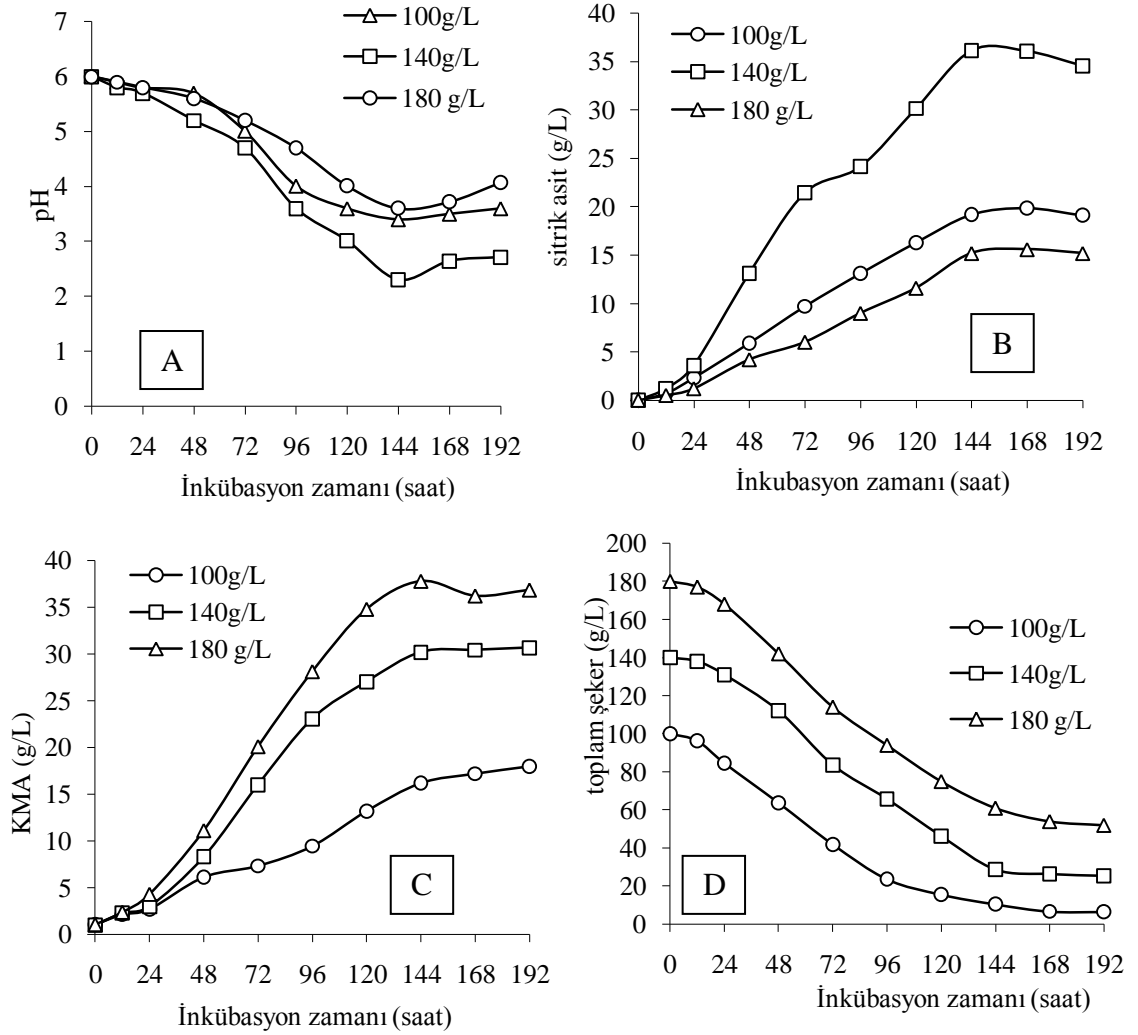 100g/L
140g/L
180 g/L
7
6
5
4
3
2
1
0
pH
A
0 24 48 72 96 120 144 168 192
İnkübasyon zamanı (saat)
40
35
30
25
20
15
10
5
0
sitrik asit (g/L)
100g/L
140g/L
180 g/L
B
0 24 48 72 96 120 144 168 192
İnkubasyon zamanı (saat)
40
35
30
25
20
15
10
5
0
KMA (g/L)
100g/L
140g/L
180 g/L
C
0 24 48 72 96 120 144 168 192
İnkübasyon zamanı (saat)
200
180
160
140
120
100
80
60
40
20
0
toplam şeker (g/L)
100g/L
140g/L
180 g/L
D
0 24 48 72 96 120 144 168 192
İnkübasyon zamanı (saat)